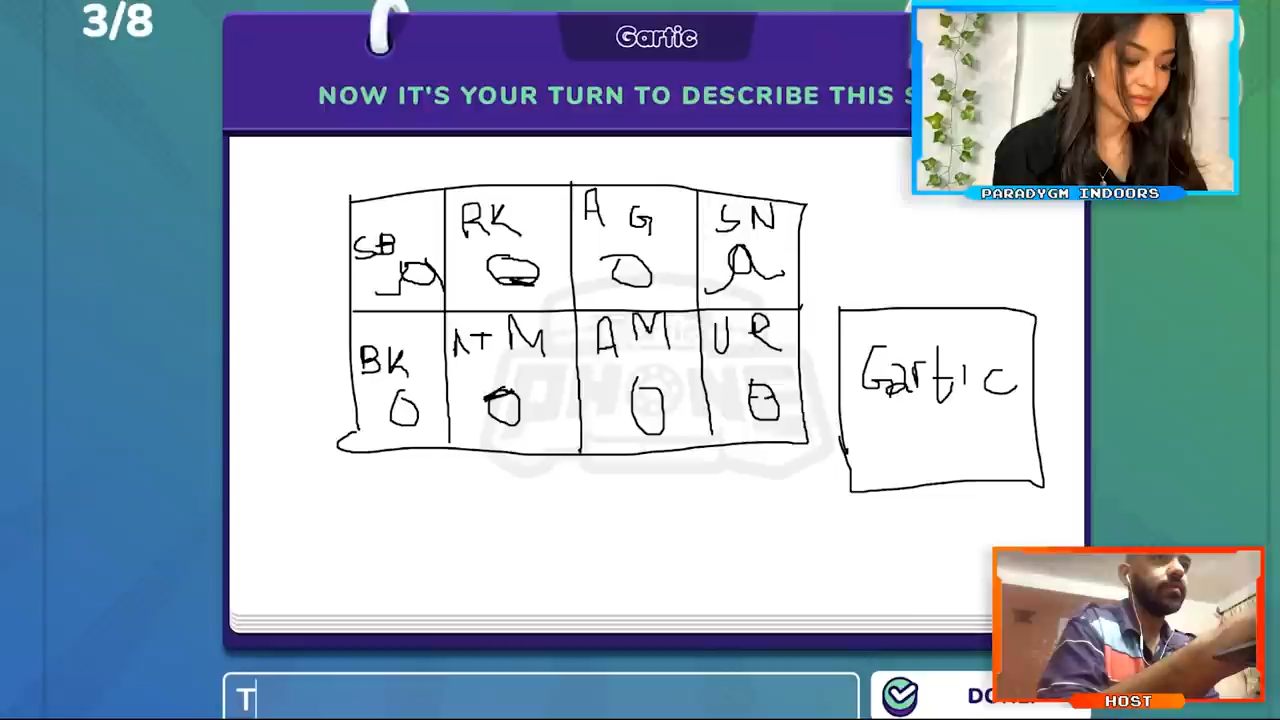 3/8
Gartic
NOW IT'S YOUR TURN TO DESCRIBE THIS
PARADYGM INDOORS
SB
RK
A G
SN
BK
A+M
AM
UR
Gartic
PHONE
T
HOST